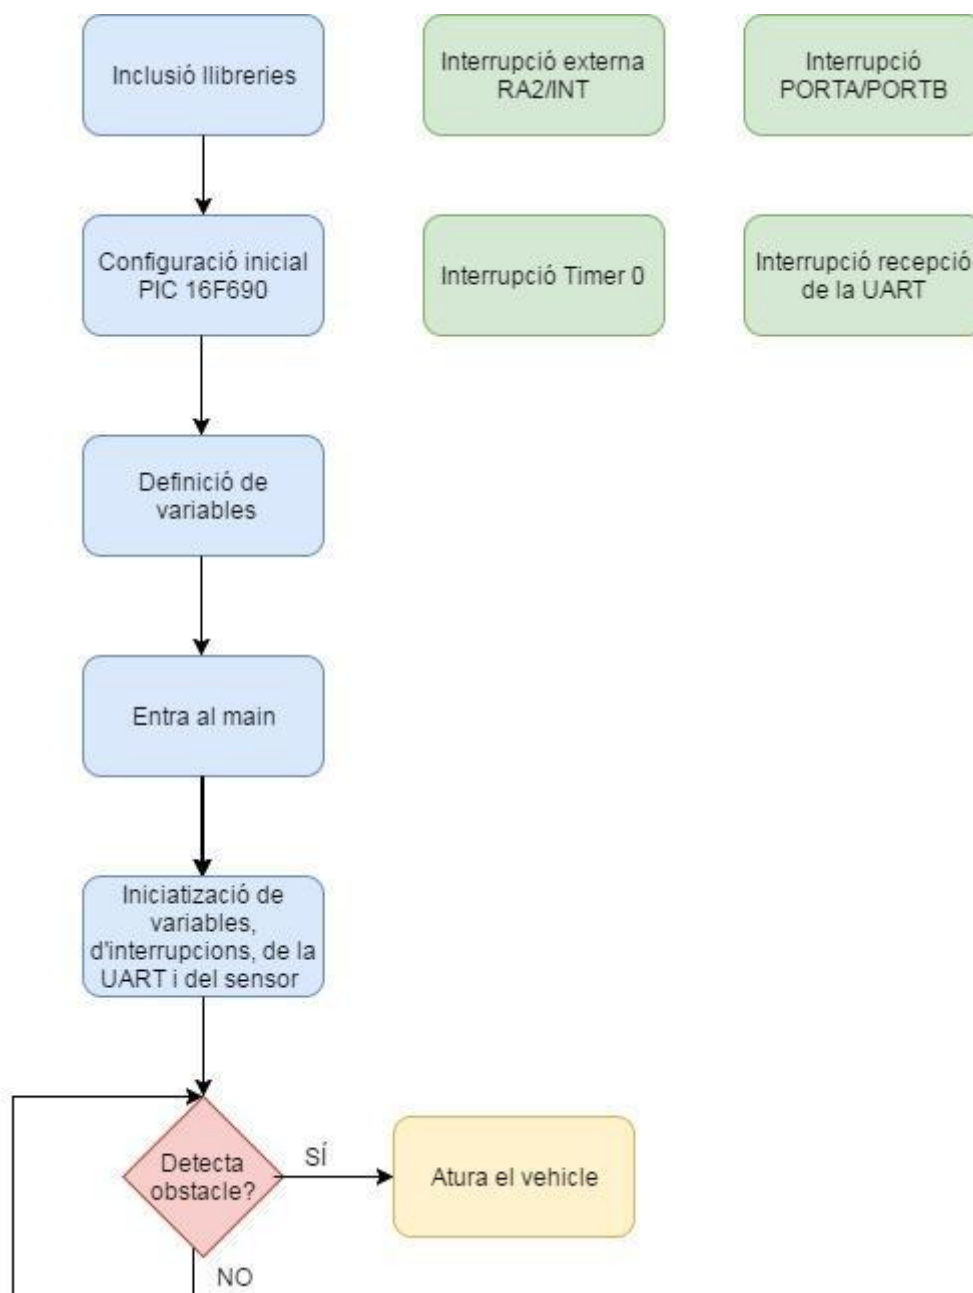 Inclusió llibreries
Interrupció externa
RA2/INT
Interrupció
PORTA/PORTB
Configuració inicial
PIC 16F690
Interrupció Timer 0
Interrupció recepció
de la UART
Definició de
variables
Entra al main
Iniciatizació de
variables,
d'interrupcions, de la
UART i del sensor
Detecta
obstacle?
SÍ
Atura el vehicle
NO